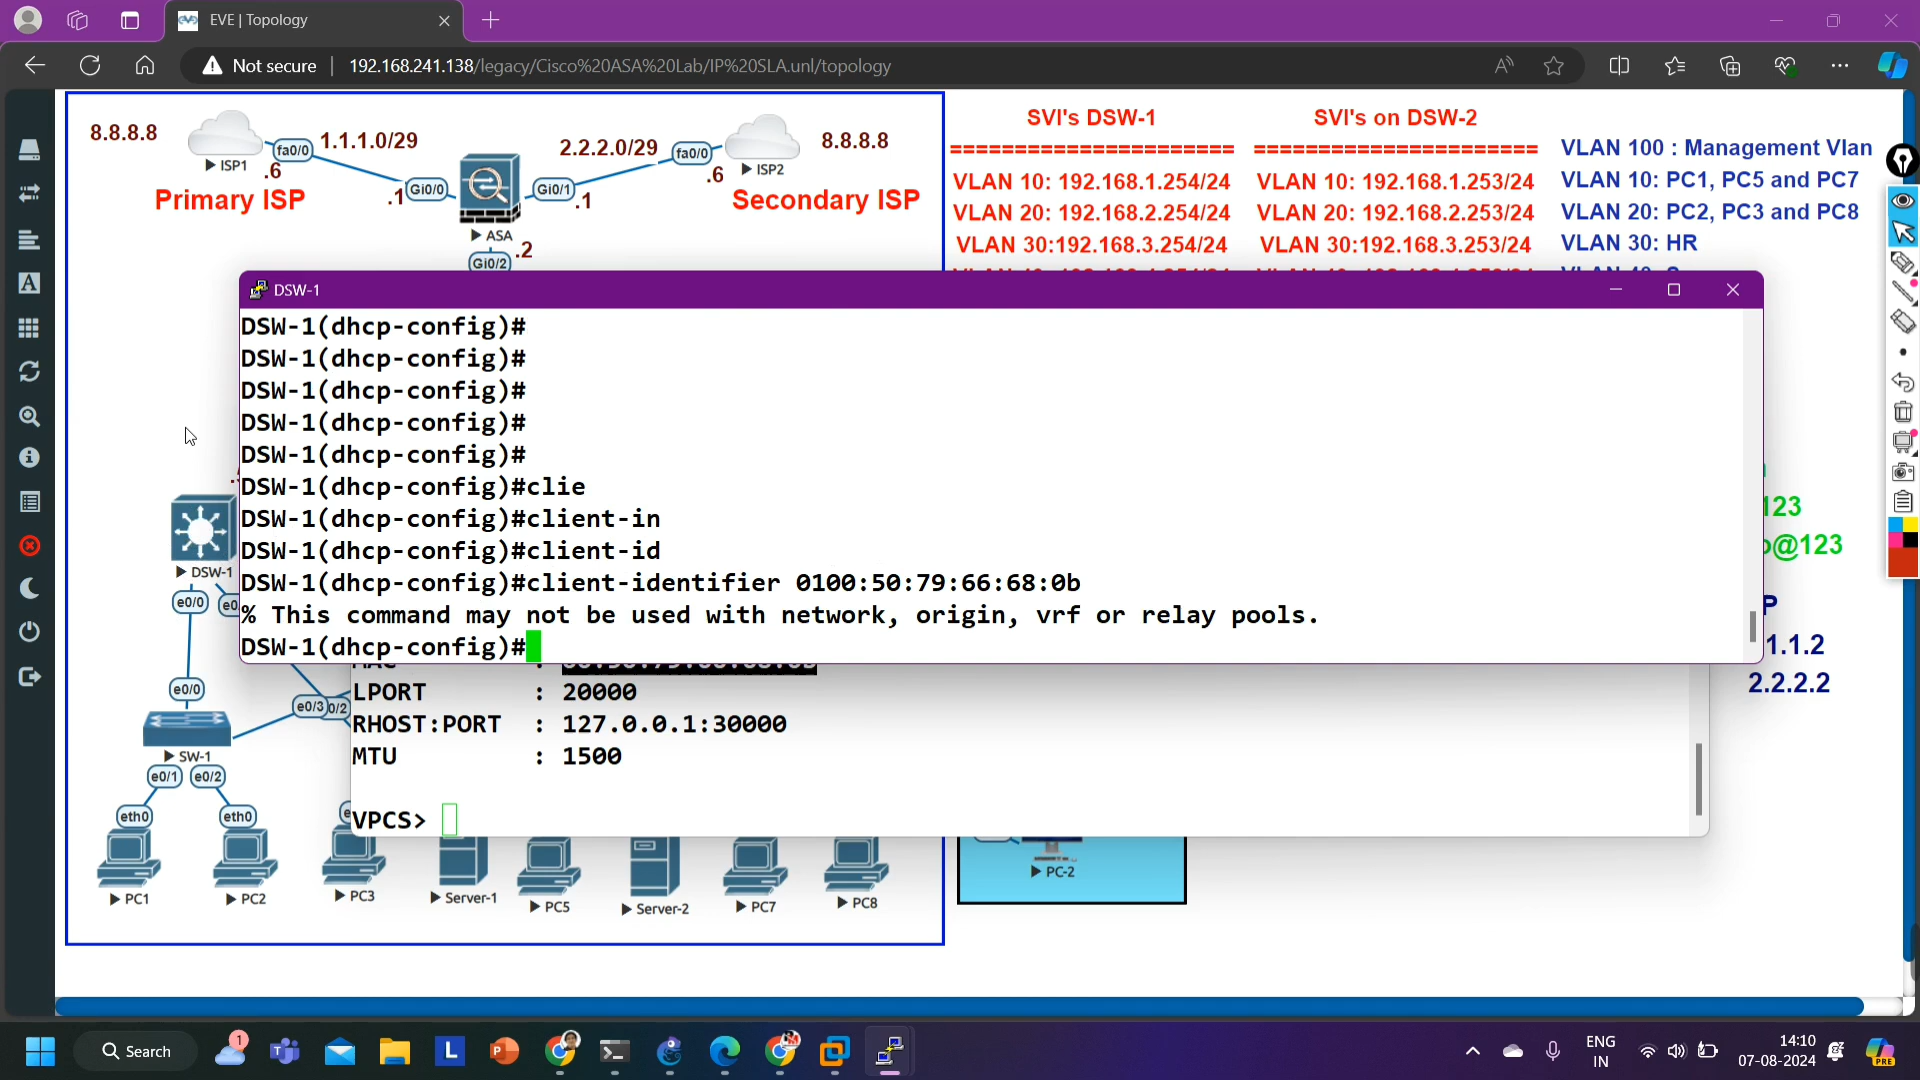 EVE | Topology
Not secure
192.168.241.138/legacy/Cisco%20ASA%20Lab/IP%20SLA.unl/topology
8.8.8.8
ISP1
fa0/0
1.1.1.0/29
.6
Primary ISP
Gi0/0
.1
ASA
Gi0/1
.1
2.2.2.0/29
fa0/0
.6
ISP2
8.8.8.8
Secondary ISP
Gi0/2
.2
SVI's DSW-1
=======================
VLAN 10: 192.168.1.254/24
VLAN 20: 192.168.2.254/24
VLAN 30:192.168.3.254/24
SVI's on DSW-2
=======================
VLAN 10: 192.168.1.253/24
VLAN 20: 192.168.2.253/24
VLAN 30:192.168.3.253/24
VLAN 100 : Management Vlan
VLAN 10: PC1, PC5 and PC7
VLAN 20: PC2, PC3 and PC8
VLAN 30: HR
DSW-1
DSW-1(dhcp-config)#
DSW-1(dhcp-config)#
DSW-1(dhcp-config)#
DSW-1(dhcp-config)#
DSW-1(dhcp-config)#
DSW-1(dhcp-config)#clie
DSW-1(dhcp-config)#client-in
DSW-1(dhcp-config)#client-id
DSW-1(dhcp-config)#client-identifier 0100:50:79:66:68:0b
% This command may not be used with network, origin, vrf or relay pools.
DSW-1(dhcp-config)#
LPORT : 20000
RHOST:PORT : 127.0.0.1:30000
MTU : 1500
VPCS>
123
@123
1.1.2
2.2.2.2
DSW-1
e0/0
e0/0
SW-1
e0/3
0/2
e0/1
e0/2
eth0
eth0
PC1
PC2
PC3
Server-1
PC5
Server-2
PC7
PC8
PC-2
Search
1
ENG
IN
14:10
07-08-2024
PRE